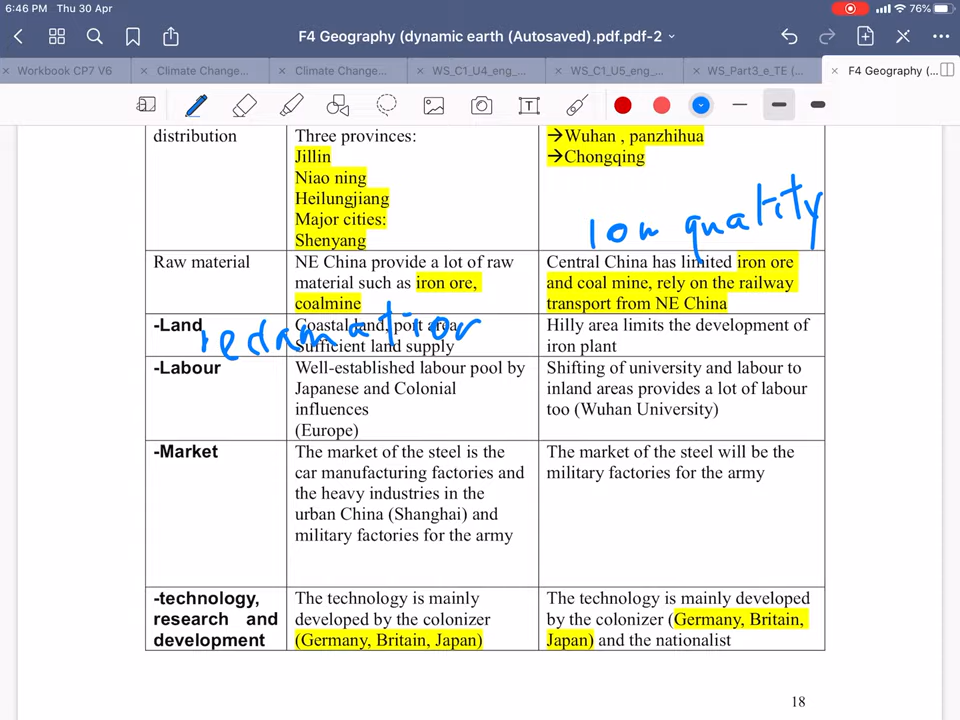 6:46 PM Thu 30 Apr
76%
F4 Geography (dynamic earth (Autosaved).pdf.pdf-2
Workbook CP7 V6
Climate Change...
Climate Change...
WS_C1_U4_eng_...
WS_C1_U5_eng_...
WS_Part3_e_TE (...
F4 Geography (...
distribution
Three provinces:
Jillin
Niao ning
Heilungjiang
Major cities:
Shenyang
→Wuhan , panzhihua
→Chongqing
low quality
Raw material
NE China provide a lot of raw
material such as iron ore,
coalmine
Central China has limited iron ore
and coal mine, rely on the railway
transport from NE China
-Land
reclamation
Coastal land, port area
Sufficient land supply
Hilly area limits the development of
iron plant
-Labour
Well-established labour pool by
Japanese and Colonial
influences
(Europe)
Shifting of university and labour to
inland areas provides a lot of labour
too (Wuhan University)
-Market
The market of the steel is the
car manufacturing factories and
the heavy industries in the
urban China (Shanghai) and
military factories for the army
The market of the steel will be the
military factories for the army
-technology,
research and
development
The technology is mainly
developed by the colonizer
(Germany, Britain, Japan)
The technology is mainly developed
by the colonizer (Germany, Britain,
Japan) and the nationalist
18